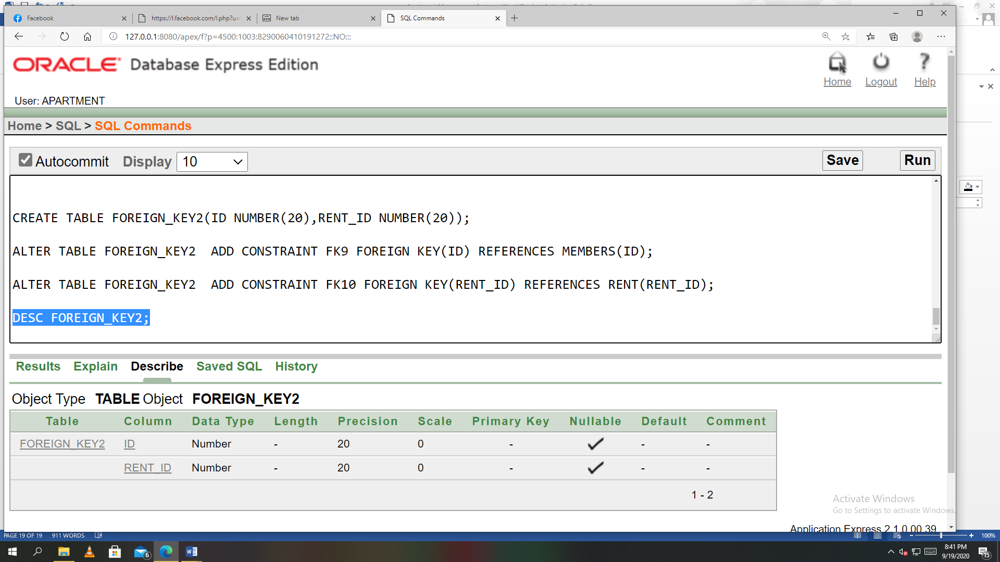 Facebook
https://l.facebook.com/l.php?u=
New tab
SQL Commands
127.0.0.1:8080/apex/f?p=4500:1003:8290060410191272::NO:::
ORACLE Database Express Edition
Home Logout Help
User: APARTMENT
Home > SQL > SQL Commands
Autocommit Display 10 Save Run
CREATE TABLE FOREIGN_KEY2(ID NUMBER(20),RENT_ID NUMBER(20));
ALTER TABLE FOREIGN_KEY2  ADD CONSTRAINT FK9 FOREIGN KEY(ID) REFERENCES MEMBERS(ID);
ALTER TABLE FOREIGN_KEY2  ADD CONSTRAINT FK10 FOREIGN KEY(RENT_ID) REFERENCES RENT(RENT_ID);
DESC FOREIGN_KEY2;
Results Explain Describe Saved SQL History
Object Type TABLE Object FOREIGN_KEY2
Table Column Data Type Length Precision Scale Primary Key Nullable Default Comment
FOREIGN_KEY2 ID Number - 20 0 - - -
RENT_ID Number - 20 0 - - -
1 - 2
Activate Windows
Go to Settings to activate Windows.
Application Express 2.1.0.00.39
PAGE 19 OF 19 911 WORDS 100%
6
8:41 PM
9/19/2020
15